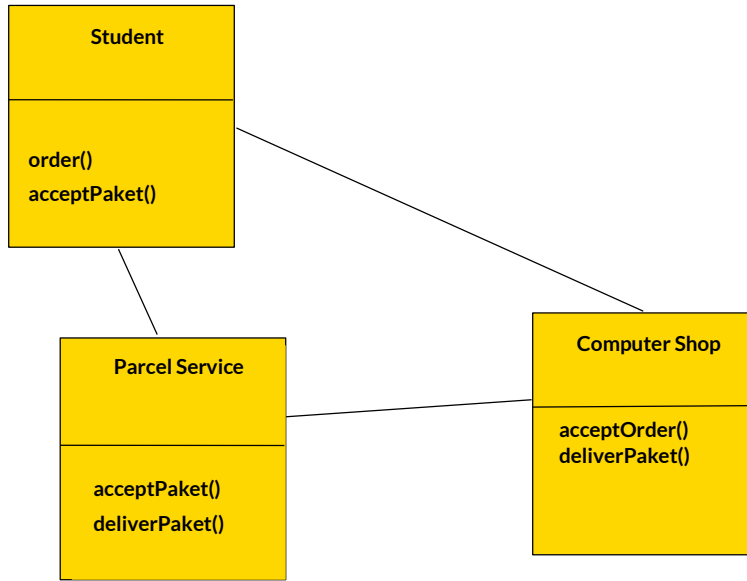 Student
order()
acceptPaket()
Parcel Service
acceptPaket()
deliverPaket()
Computer Shop
acceptOrder()
deliverPaket()